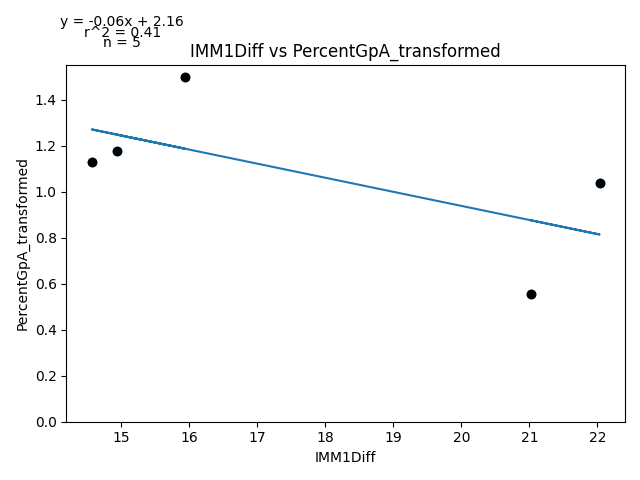 y = -0.06x + 2.16
r^2 = 0.41
n = 5
IMM1Diff vs PercentGpA_transformed
PercentGpA_transformed
1.4
1.2
1.0
0.8
0.6
0.4
0.2
0.0
15 16 17 18 19 20 21 22
IMM1Diff